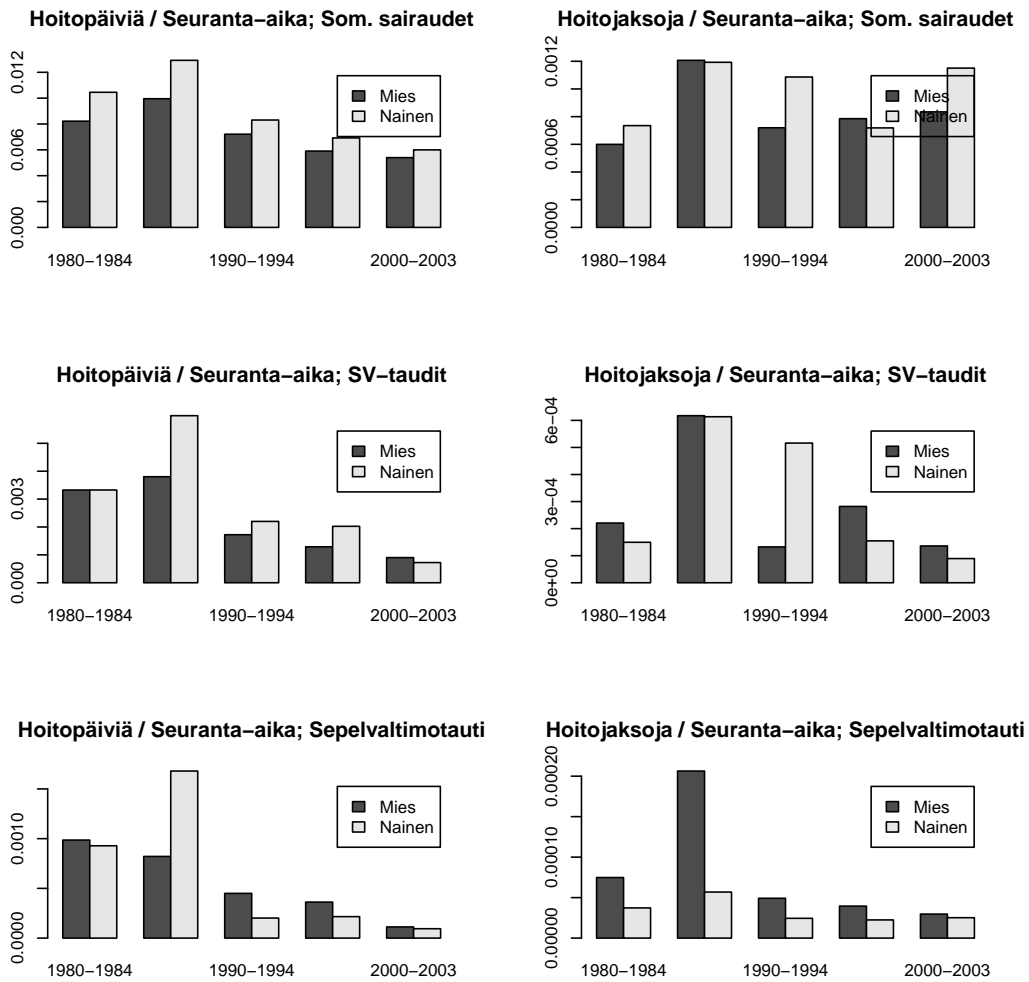 Hoitopäiviä / Seuranta−aika; Som. sairaudet
0.012
0.006
0.000
Mies
Nainen
1980−1984 1990−1994 2000−2003
Hoitojaksoja / Seuranta−aika; Som. sairaudet
0.0012
0.0006
0.0000
Mies
Nainen
1980−1984 1990−1994 2000−2003
Hoitopäiviä / Seuranta−aika; SV−taudit
0.003
0.000
Mies
Nainen
1980−1984 1990−1994 2000−2003
Hoitojaksoja / Seuranta−aika; SV−taudit
6e−04
3e−04
0e+00
Mies
Nainen
1980−1984 1990−1994 2000−2003
Hoitopäiviä / Seuranta−aika; Sepelvaltimotauti
0.0010
0.0000
Mies
Nainen
1980−1984 1990−1994 2000−2003
Hoitojaksoja / Seuranta−aika; Sepelvaltimotauti
0.00020
0.00010
0.00000
Mies
Nainen
1980−1984 1990−1994 2000−2003